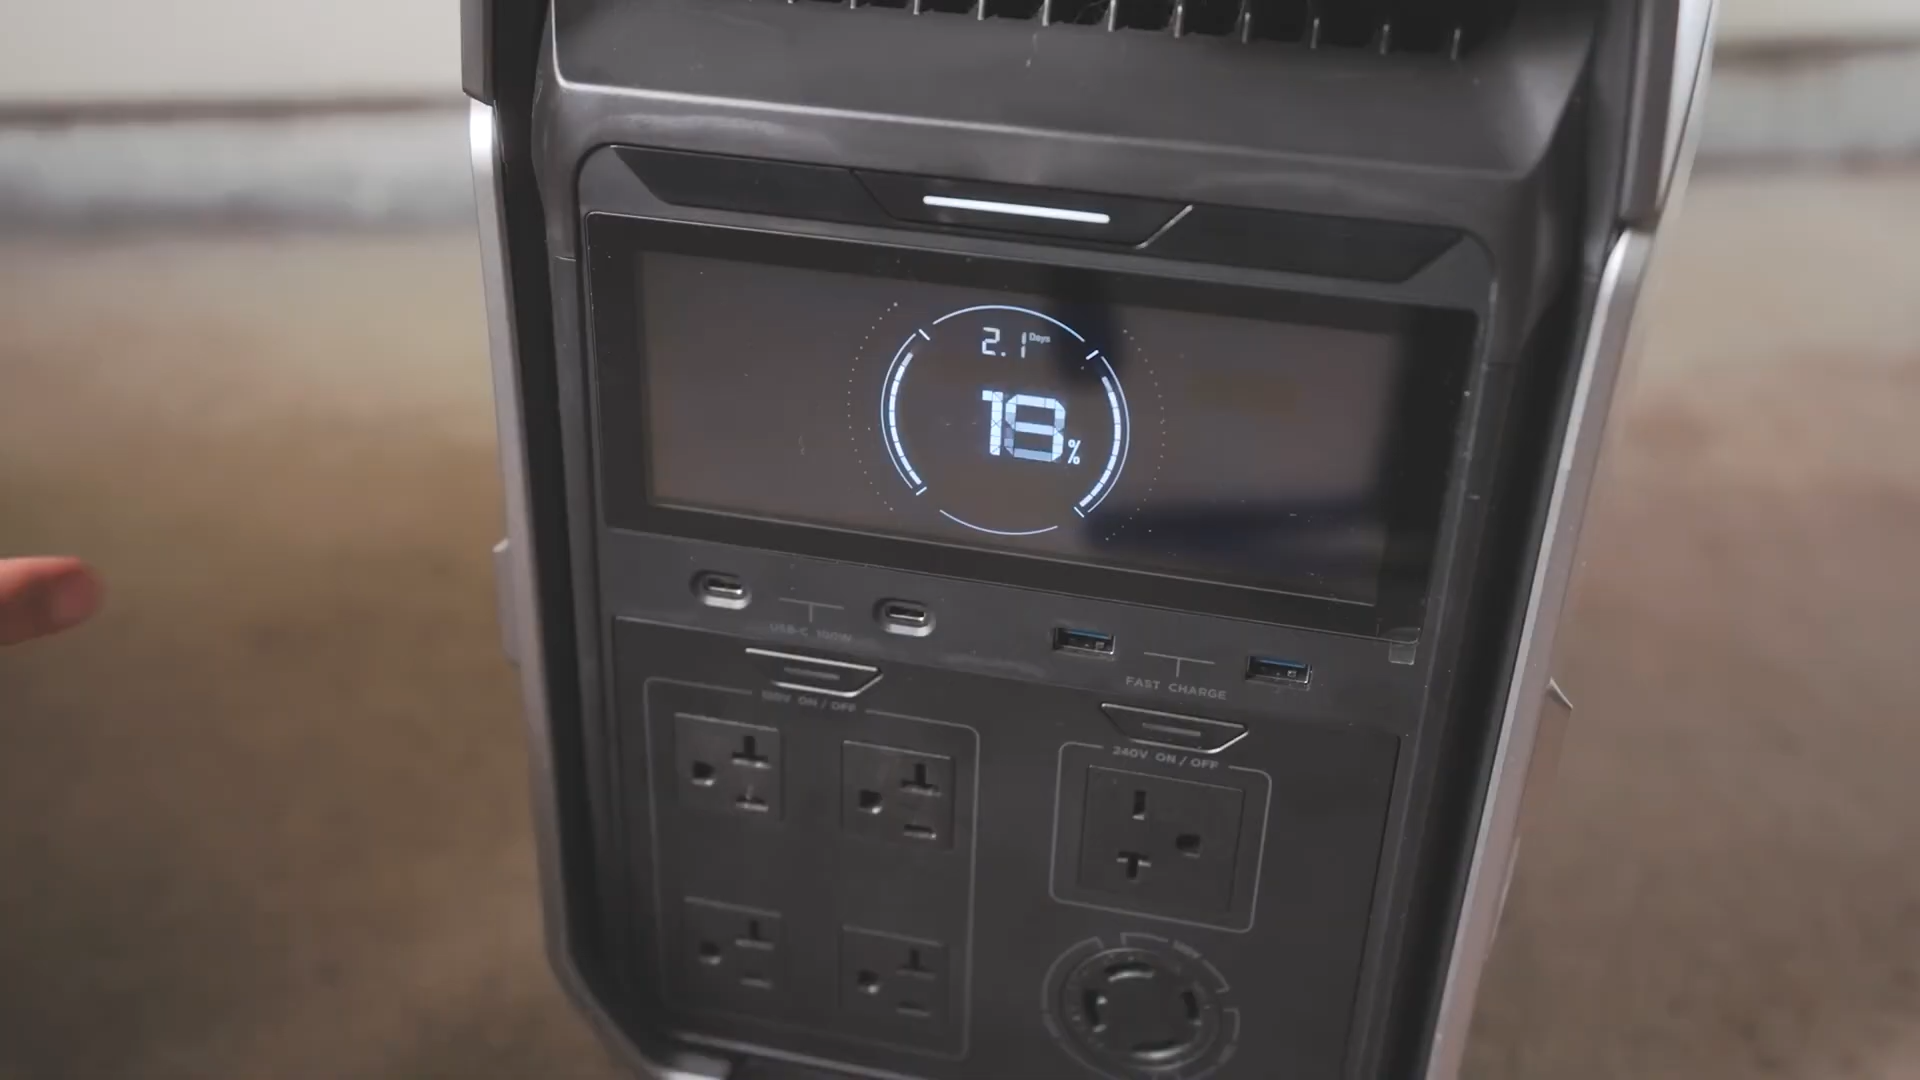 2.1 Days
18%
USB-C 100W
FAST CHARGE
120V ON / OFF
240V ON / OFF